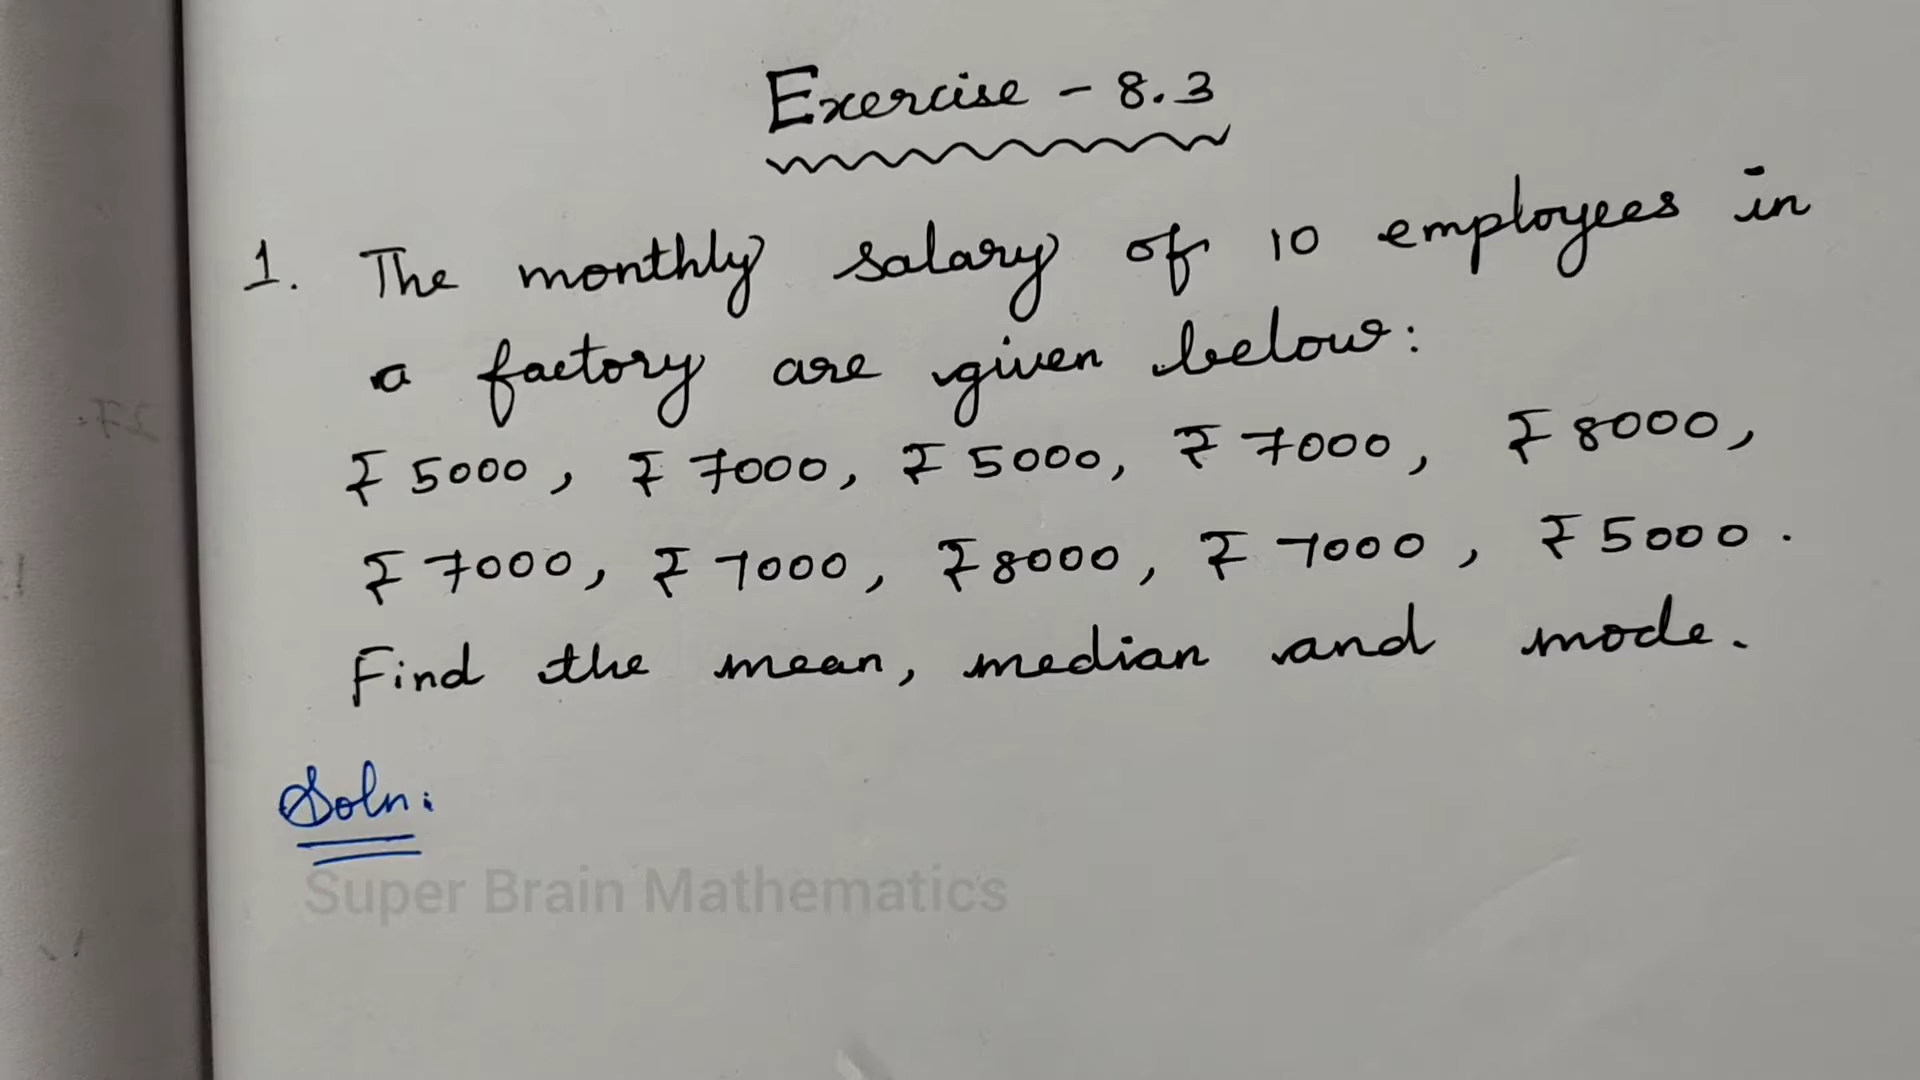 Exercise - 8.3
1. The monthly salary of 10 employees in
a factory are given below:
₹ 5000, ₹ 7000, ₹ 5000, ₹ 7000, ₹ 8000,
₹ 7000, ₹ 7000, ₹ 8000, ₹ 7000, ₹ 5000.
Find the mean, median and mode.
Soln:
Super Brain Mathematics